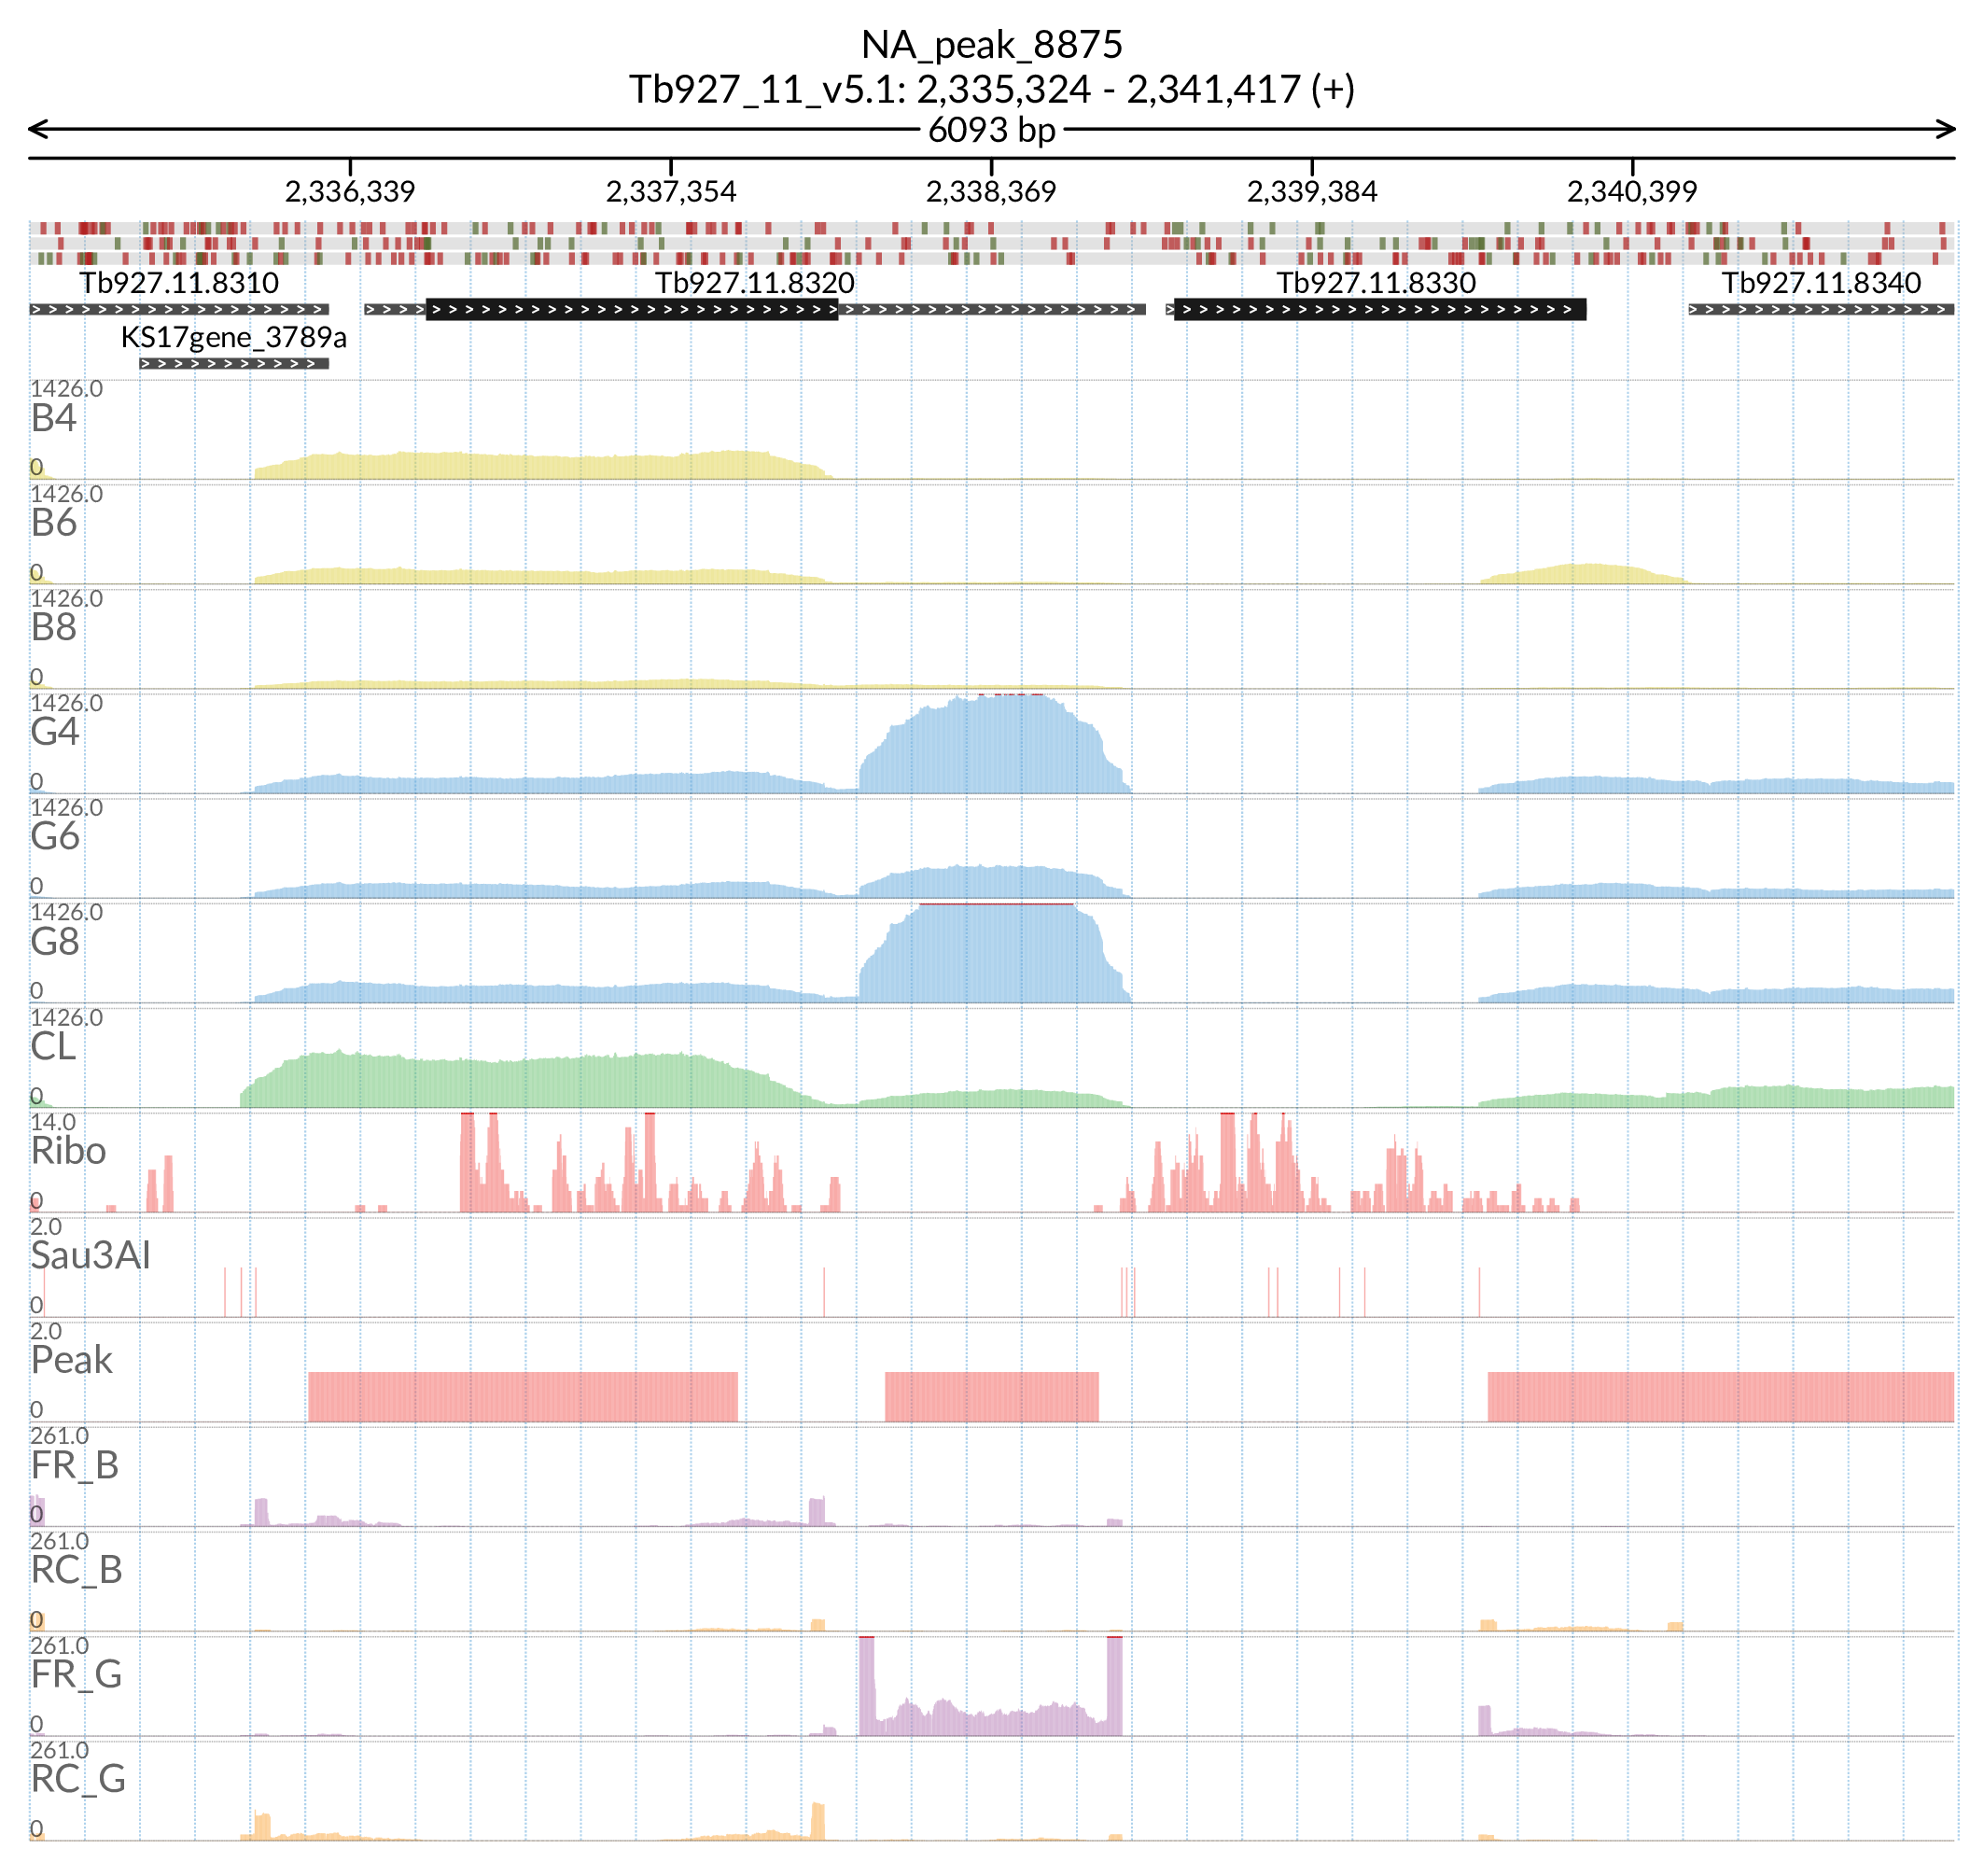 NA_peak_8875
Tb927_11_v5.1: 2,335,324 - 2,341,417 (+)
6093 bp
2,336,339 2,337,354 2,338,369 2,339,384 2,340,399
Tb927.11.8310 Tb927.11.8320 Tb927.11.8330 Tb927.11.8340
KS17gene_3789a
1426.0
B4
0
1426.0
B6
0
1426.0
B8
0
1426.0
G4
0
1426.0
G6
0
1426.0
G8
0
1426.0
CL
0
14.0
Ribo
0
2.0
Sau3AI
0
2.0
Peak
0
261.0
FR_B
0
261.0
RC_B
0
261.0
FR_G
0
261.0
RC_G
0